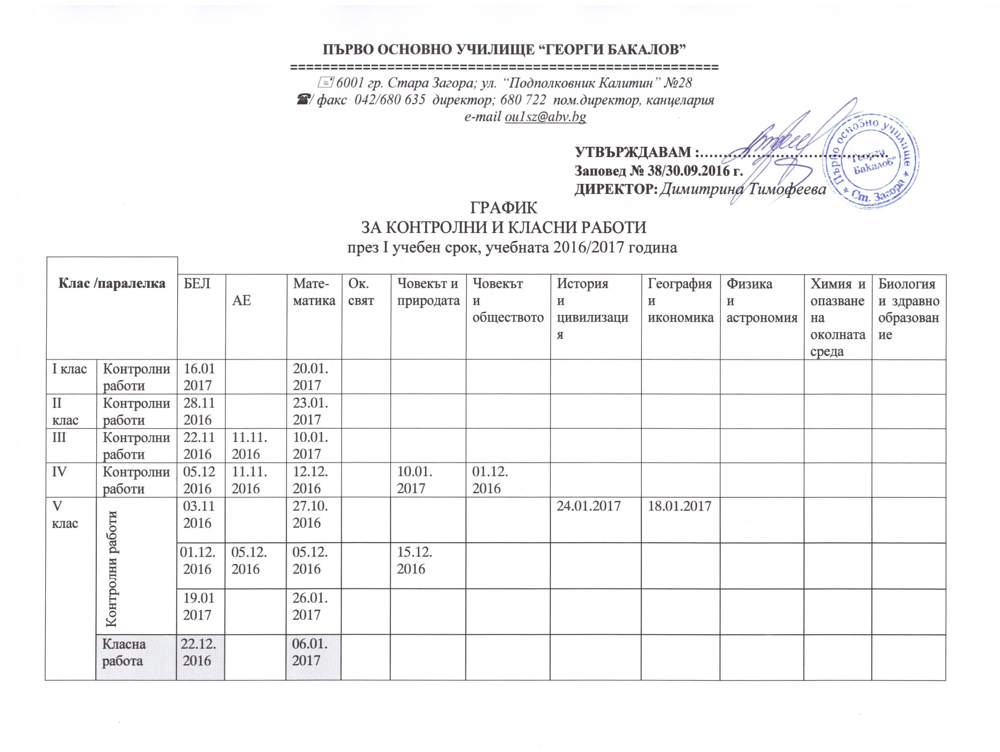 ПЪРВО ОСНОВНО УЧИЛИЩЕ “ГЕОРГИ БАКАЛОВ”
=====================================================
6001 гр. Стара Загора; ул. “Подполковник Калитин” №28
/ факс 042/680 635 директор; 680 722 пом.директор, канцелария
e-mail ou1sz@abv.bg
УТВЪРЖДАВАМ :……………………………………
Заповед № 38/30.09.2016 г.
ДИРЕКТОР: Димитрина Тимофеева
Първо основно училище * Ст. Загора *
"Георги
Бакалов"
ГРАФИК
ЗА КОНТРОЛНИ И КЛАСНИ РАБОТИ
през I учебен срок, учебната 2016/2017 година
Клас /паралелка
БЕЛ
АЕ
Мате-
матика
Ок.
свят
Човекът и
природата
Човекът
и
обществото
История
и
цивилизаци
я
География
и
икономика
Физика
и
астрономия
Химия и
опазване
на
околната
среда
Биология
и здравно
образован
ие
I клас
Контролни
работи
16.01
2017
20.01.
2017
II
клас
Контролни
работи
28.11
2016
23.01.
2017
III
Контролни
работи
22.11
2016
11.11.
2016
10.01.
2017
IV
Контролни
работи
05.12
2016
11.11.
2016
12.12.
2016
10.01.
2017
01.12.
2016
V
клас
Контролни работи
03.11
2016
27.10.
2016
24.01.2017
18.01.2017
01.12.
2016
05.12.
2016
05.12.
2016
15.12.
2016
19.01
2017
26.01.
2017
Класна
работа
22.12.
2016
06.01.
2017